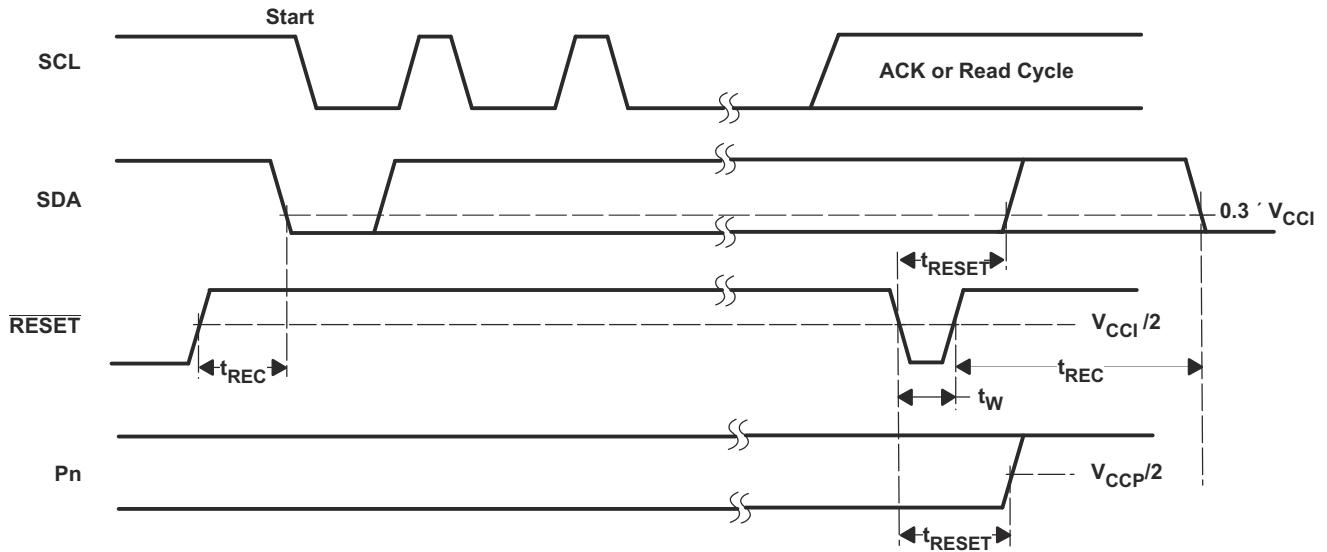 Start
SCL
ACK or Read Cycle
SDA
0.3 ´ VCCI
tRESET
RESET
VCCI /2
tREC
tREC
tW
Pn
VCCP/2
tRESET